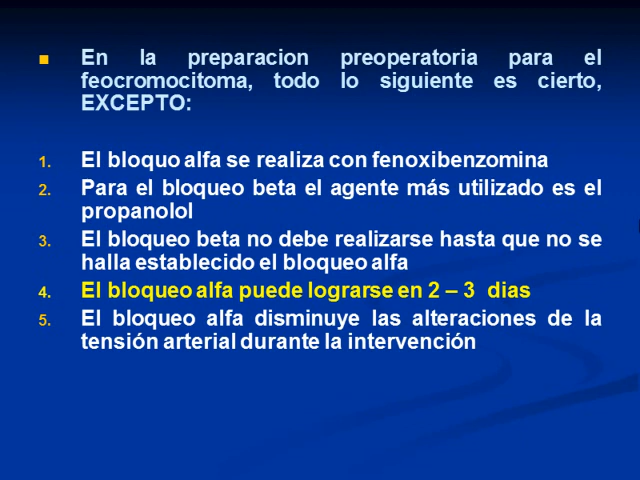 En la preparacion preoperatoria para el
feocromocitoma, todo lo siguiente es cierto,
EXCEPTO:
1. El bloquo alfa se realiza con fenoxibenzomina
2. Para el bloqueo beta el agente más utilizado es el
propanolol
3. El bloqueo beta no debe realizarse hasta que no se
halla establecido el bloqueo alfa
4. El bloqueo alfa puede lograrse en 2 – 3 dias
5. El bloqueo alfa disminuye las alteraciones de la
tensión arterial durante la intervención